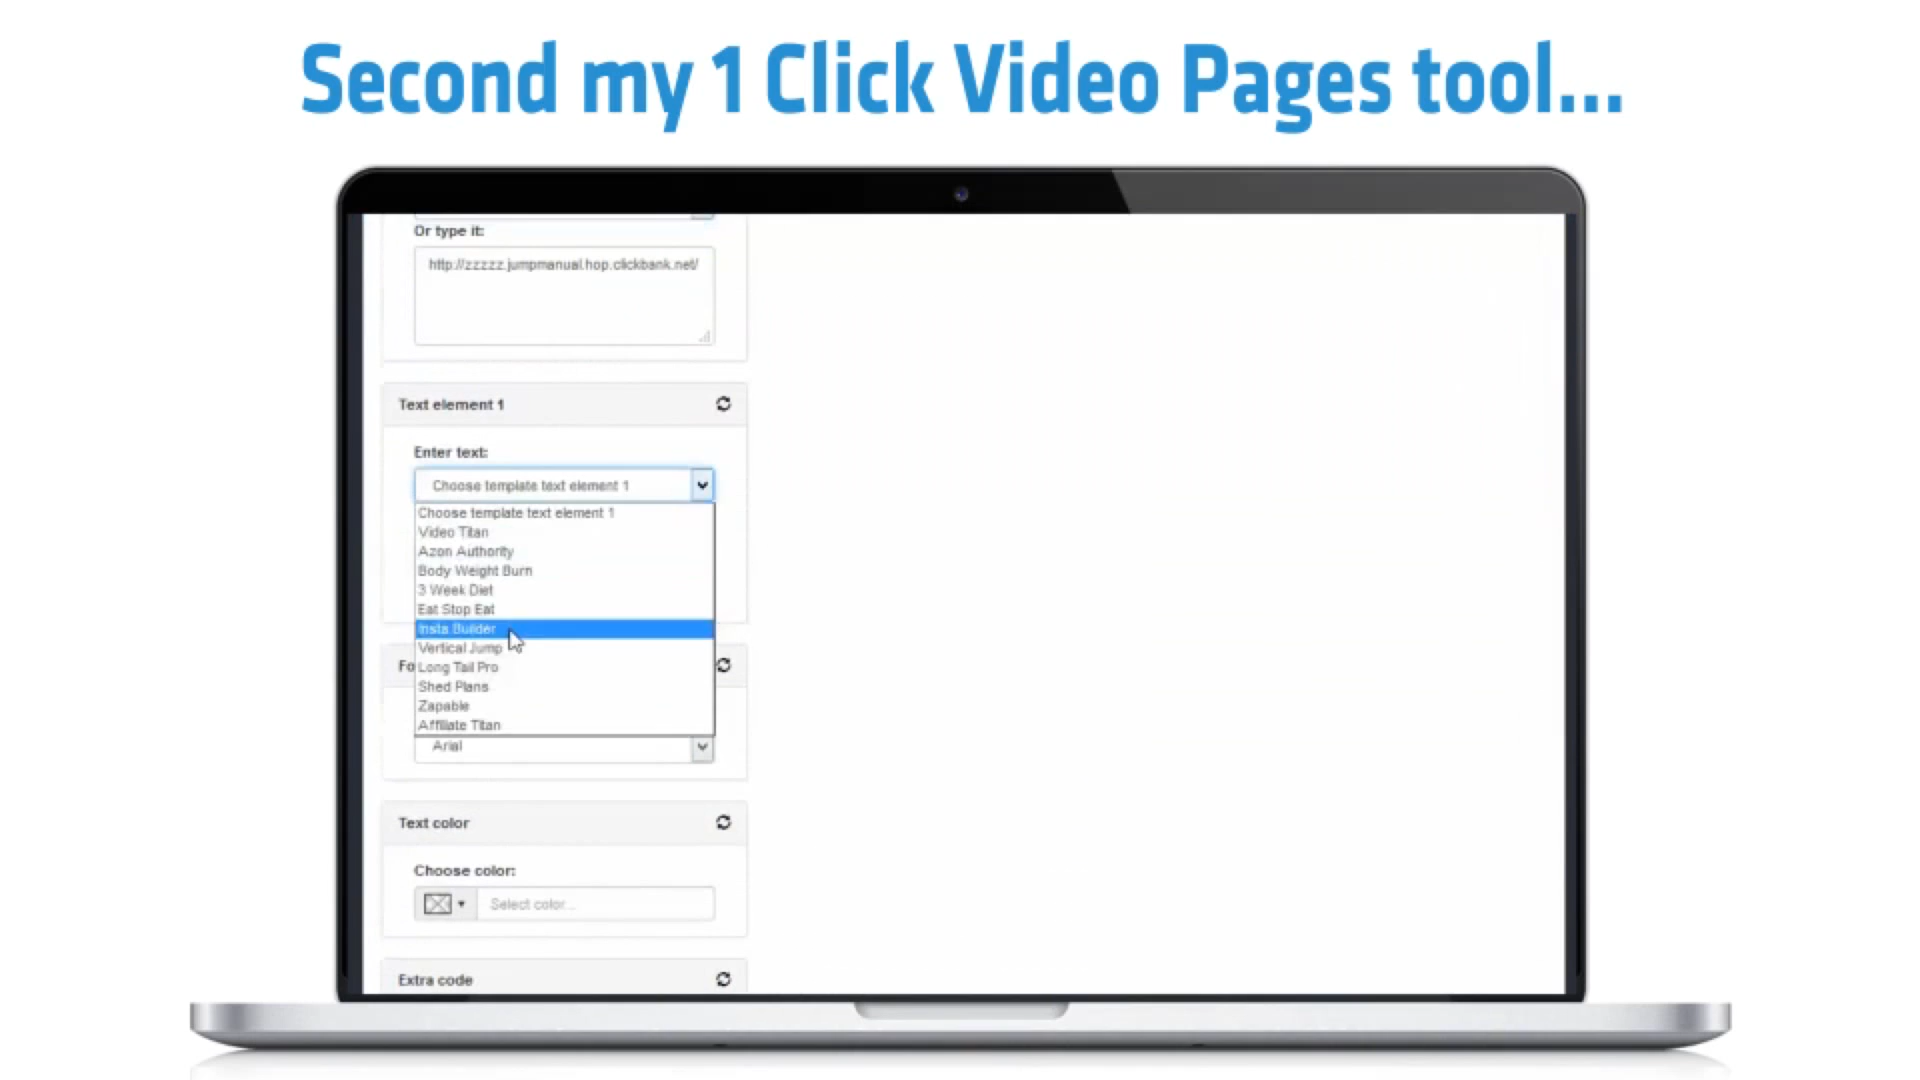 Second my 1 Click Video Pages tool...
Or type it:
http://zzzzz.jumpmanual.hop.clickbank.net/
Text element 1
Enter text:
Choose template text element 1
Choose template text element 1
Video Titan
Azon Authority
Body Weight Burn
3 Week Diet
Eat Stop Eat
Insta Builder
Vertical Jump
Fo
Long Tail Pro
Shed Plans
Zapable
Affiliate Titan
Arial
Text color
Choose color:
Select color...
Extra code